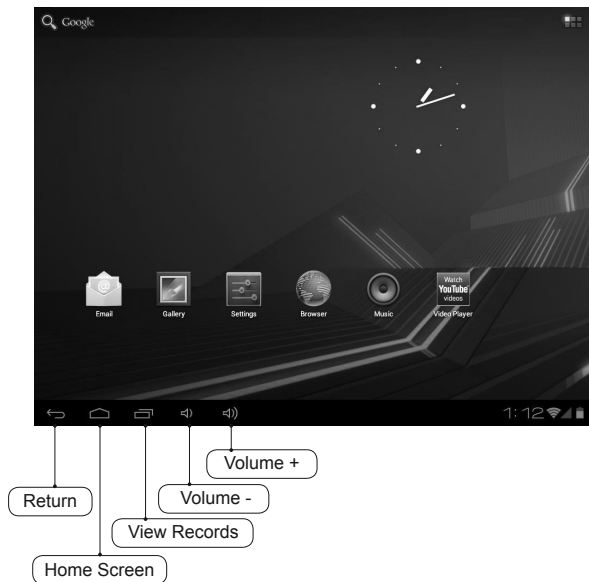 Google
Email
Gallery
Settings
Browser
Music
Watch
YouTube
videos
Video Player
1:12
Volume +
Return
Volume -
View Records
Home Screen